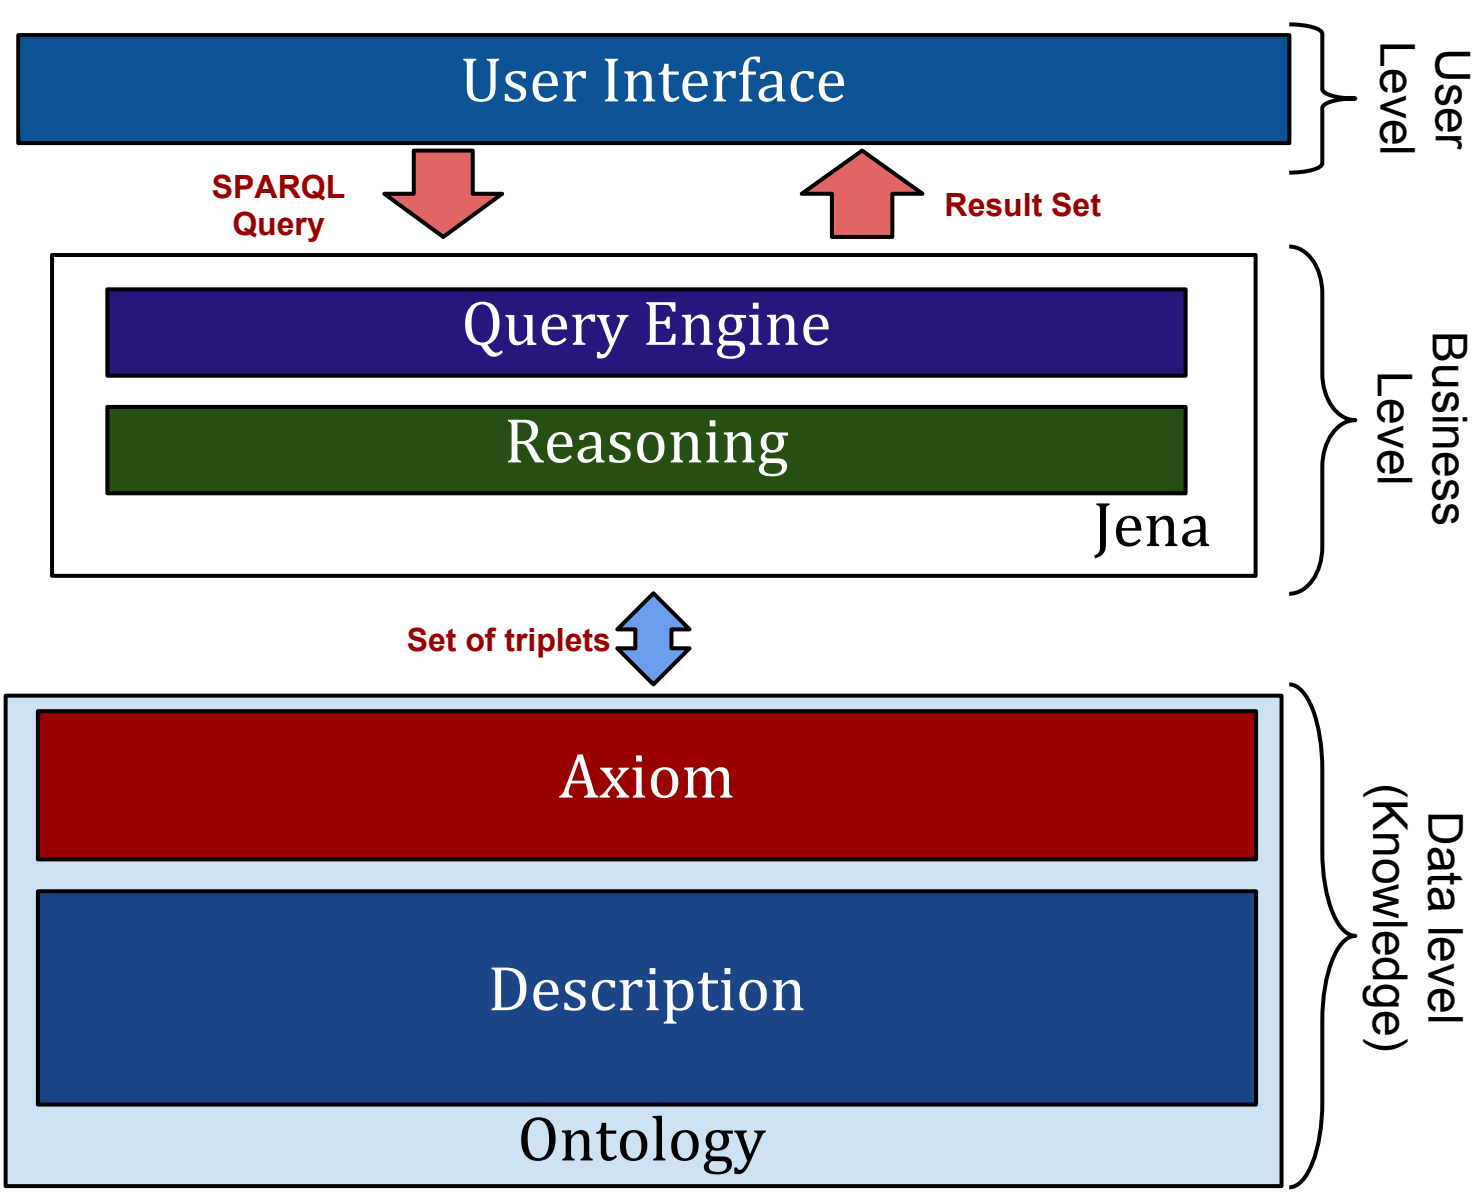 User Interface
User
Level
SPARQL
Query
Result Set
Query Engine
Reasoning
Jena
Business
Level
Set of triplets
Axiom
Description
Ontology
Data level
(Knowledge)